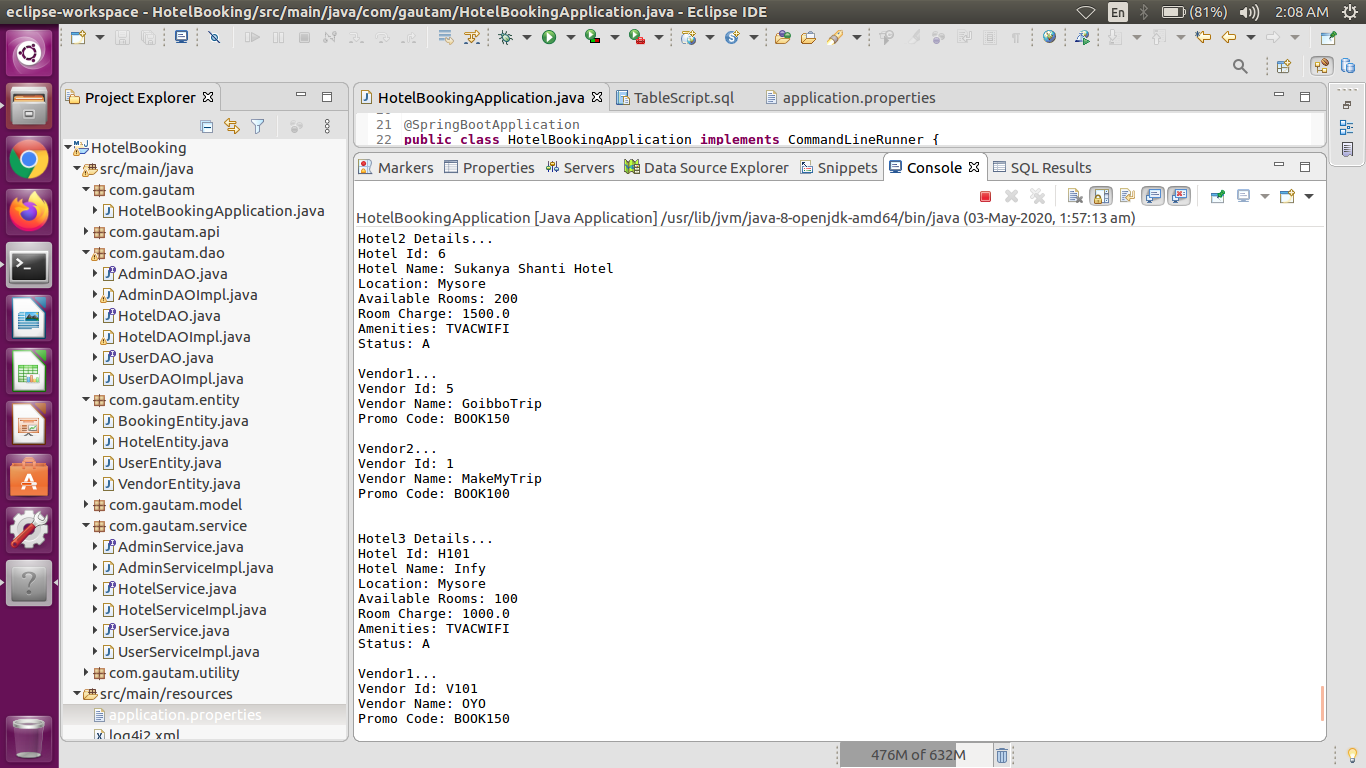 eclipse-workspace - HotelBooking/src/main/java/com/gautam/HotelBookingApplication.java - Eclipse IDE
En
(81%)
2:08 AM
Project Explorer
HotelBooking
src/main/java
com.gautam
HotelBookingApplication.java
com.gautam.api
com.gautam.dao
AdminDAO.java
AdminDAOImpl.java
HotelDAO.java
HotelDAOImpl.java
UserDAO.java
UserDAOImpl.java
com.gautam.entity
BookingEntity.java
HotelEntity.java
UserEntity.java
VendorEntity.java
com.gautam.model
com.gautam.service
AdminService.java
AdminServiceImpl.java
HotelService.java
HotelServiceImpl.java
UserService.java
UserServiceImpl.java
com.gautam.utility
src/main/resources
application.properties
log4j2.xml
HotelBookingApplication.java
TableScript.sql
application.properties
21 @SpringBootApplication
22 public class HotelBookingApplication implements CommandLineRunner {
Markers
Properties
Servers
Data Source Explorer
Snippets
Console
SQL Results
HotelBookingApplication [Java Application] /usr/lib/jvm/java-8-openjdk-amd64/bin/java (03-May-2020, 1:57:13 am)
Hotel2 Details...
Hotel Id: 6
Hotel Name: Sukanya Shanti Hotel
Location: Mysore
Available Rooms: 200
Room Charge: 1500.0
Amenities: TVACWIFI
Status: A
Vendor1...
Vendor Id: 5
Vendor Name: GoibboTrip
Promo Code: BOOK150
Vendor2...
Vendor Id: 1
Vendor Name: MakeMyTrip
Promo Code: BOOK100
Hotel3 Details...
Hotel Id: H101
Hotel Name: Infy
Location: Mysore
Available Rooms: 100
Room Charge: 1000.0
Amenities: TVACWIFI
Status: A
Vendor1...
Vendor Id: V101
Vendor Name: OYO
Promo Code: BOOK150
476M of 632M